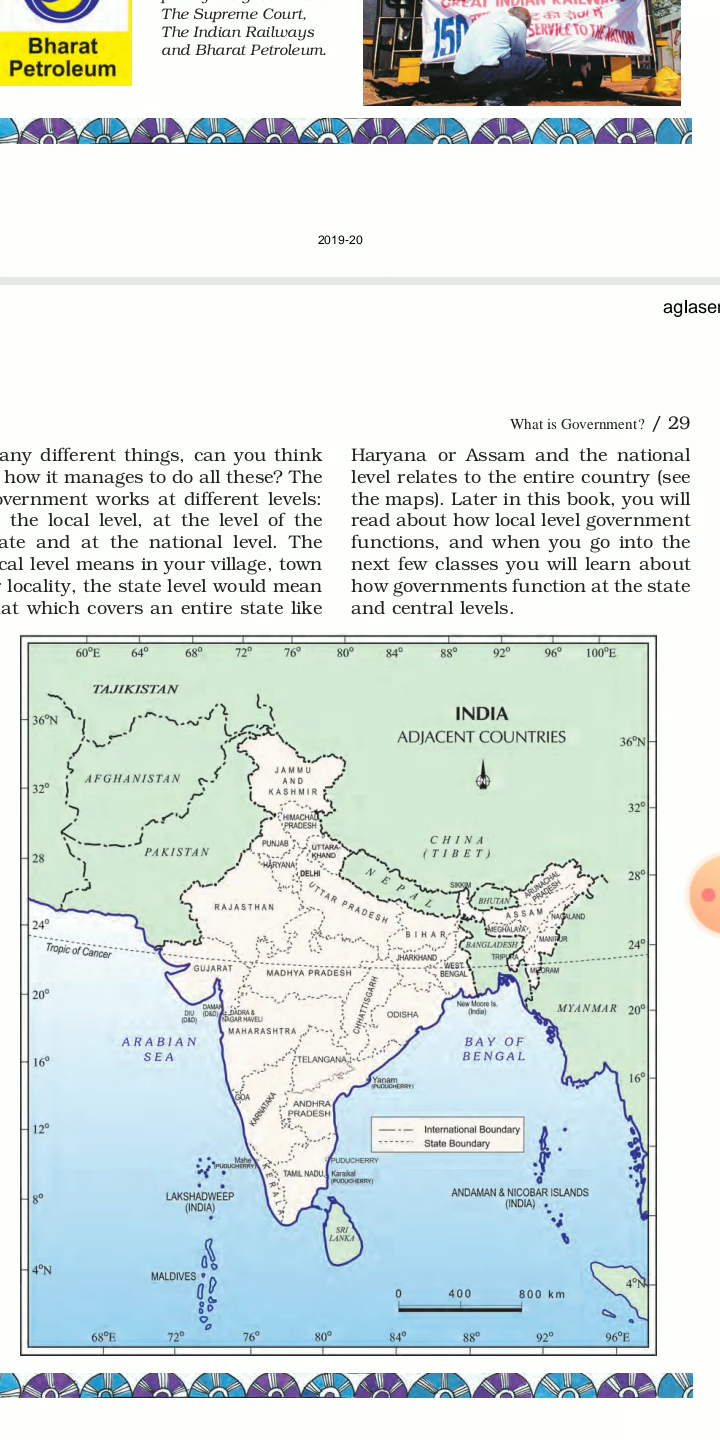 The Supreme Court,
The Indian Railways
and Bharat Petroleum.
Bharat
Petroleum
GREAT INDIAN RAILWAYS
150
SERVICE TO THE NATION
2019-20
aglaser
What is Government? / 29
any different things, can you think
how it manages to do all these? The
overnment works at different levels:
the local level, at the level of the
ate and at the national level. The
cal level means in your village, town
r locality, the state level would mean
at which covers an entire state like
Haryana or Assam and the national
level relates to the entire country (see
the maps). Later in this book, you will
read about how local level government
functions, and when you go into the
next few classes you will learn about
how governments function at the state
and central levels.
60°E 64° 68° 72° 76° 80° 84° 88° 92° 96° 100°E
TAJIKISTAN
INDIA
ADJACENT COUNTRIES
36°N
36°N
AFGHANISTAN
JAMMU
AND
KASHMIR
32°
32°
HIMACHAL
PRADESH
PAKISTAN
PUNJAB
UTTARA-
KHAND
CHINA
(TIBET)
28
HARYANA
DELHI
NEPAL
SIKKIM
BHUTAN
ARUNACHAL
PRADESH
28°
RAJASTHAN
UTTAR PRADESH
ASSAM
NAGALAND
24°
BIHAR
MEGHALAYA
MANIPUR
24°
Tropic of Cancer
BANGLADESH
JHARKHAND
TRIPURA
GUJARAT
MADHYA PRADESH
WEST
BENGAL
MIZORAM
20°
CHHATTISGARH
New Moore Is.
(India)
MYANMAR
20°
DIU
(D&D)
DAMAN
(D&D)
DADRA &
NAGAR HAVELI
ODISHA
MAHARASHTRA
ARABIAN
SEA
BAY OF
BENGAL
16°
TELANGANA
16°
Yanam
(PUDUCHERRY)
GOA
KARNATAKA
ANDHRA
PRADESH
12°
International Boundary
State Boundary
Mahe
(PUDUCHERRY)
PUDUCHERRY
KERALA
TAMIL NADU
Karaikal
(PUDUCHERRY)
LAKSHADWEEP
(INDIA)
ANDAMAN & NICOBAR ISLANDS
(INDIA)
8°
SRI
LANKA
4°N
MALDIVES
4°N
0 400 800 km
68°E 72° 76° 80° 84° 88° 92° 96°E